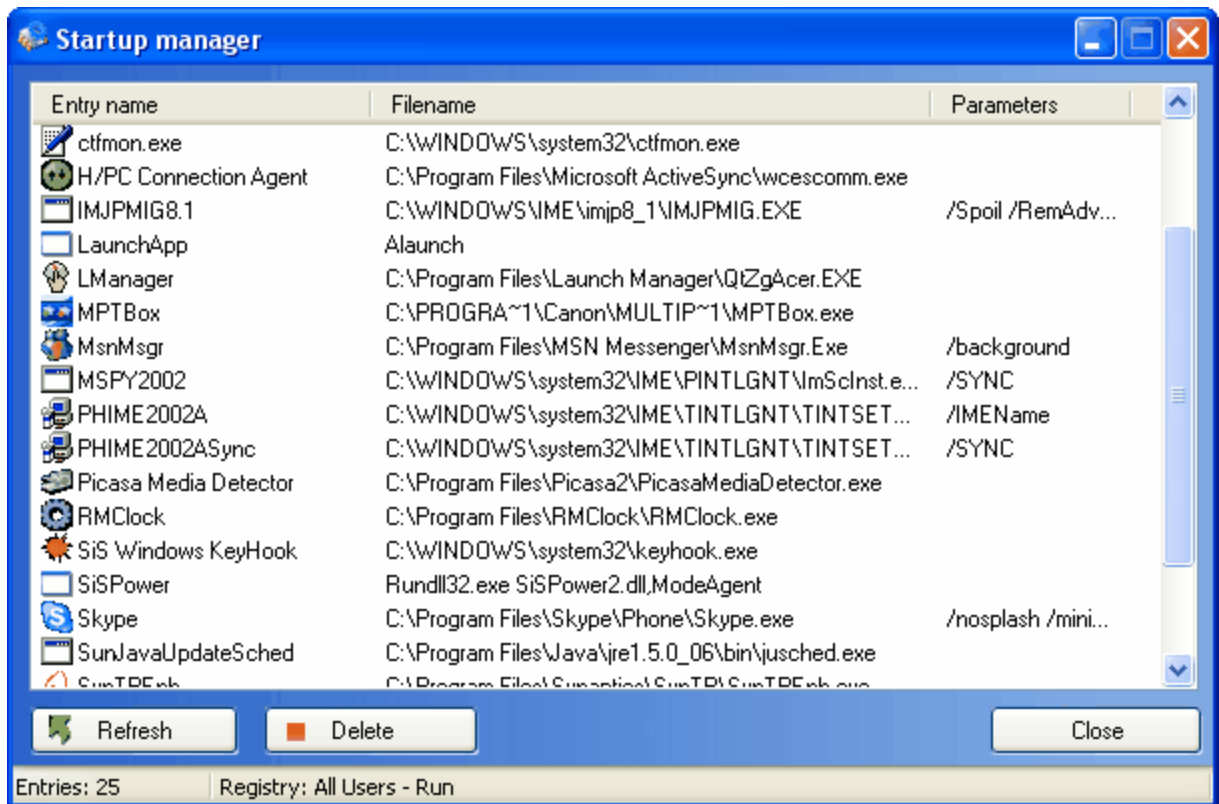 Startup manager
Entry name Filename Parameters
ctfmon.exe C:\WINDOWS\system32\ctfmon.exe
H/PC Connection Agent C:\Program Files\Microsoft ActiveSync\wcescomm.exe
IMJPMIG8.1 C:\WINDOWS\IME\imjp8_1\IMJPMIG.EXE /Spoil /RemAdv...
LaunchApp Alaunch
LManager C:\Program Files\Launch Manager\QtZgAcer.EXE
MPTBox C:\PROGRA~1\Canon\MULTIP~1\MPTBox.exe
MsnMsgr C:\Program Files\MSN Messenger\MsnMsgr.Exe /background
MSPY2002 C:\WINDOWS\system32\IME\PINTLGNT\ImScInst.e... /SYNC
PHIME2002A C:\WINDOWS\system32\IME\TINTLGNT\TINTSET... /IMEName
PHIME2002ASync C:\WINDOWS\system32\IME\TINTLGNT\TINTSET... /SYNC
Picasa Media Detector C:\Program Files\Picasa2\PicasaMediaDetector.exe
RMClock C:\Program Files\RMClock\RMClock.exe
SiS Windows KeyHook C:\WINDOWS\system32\keyhook.exe
SiSPower Rundll32.exe SiSPower2.dll,ModeAgent
Skype C:\Program Files\Skype\Phone\Skype.exe /nosplash /mini...
SunJavaUpdateSched C:\Program Files\Java\jre1.5.0_06\bin\jusched.exe
Refresh Delete Close
Entries: 25 Registry: All Users - Run